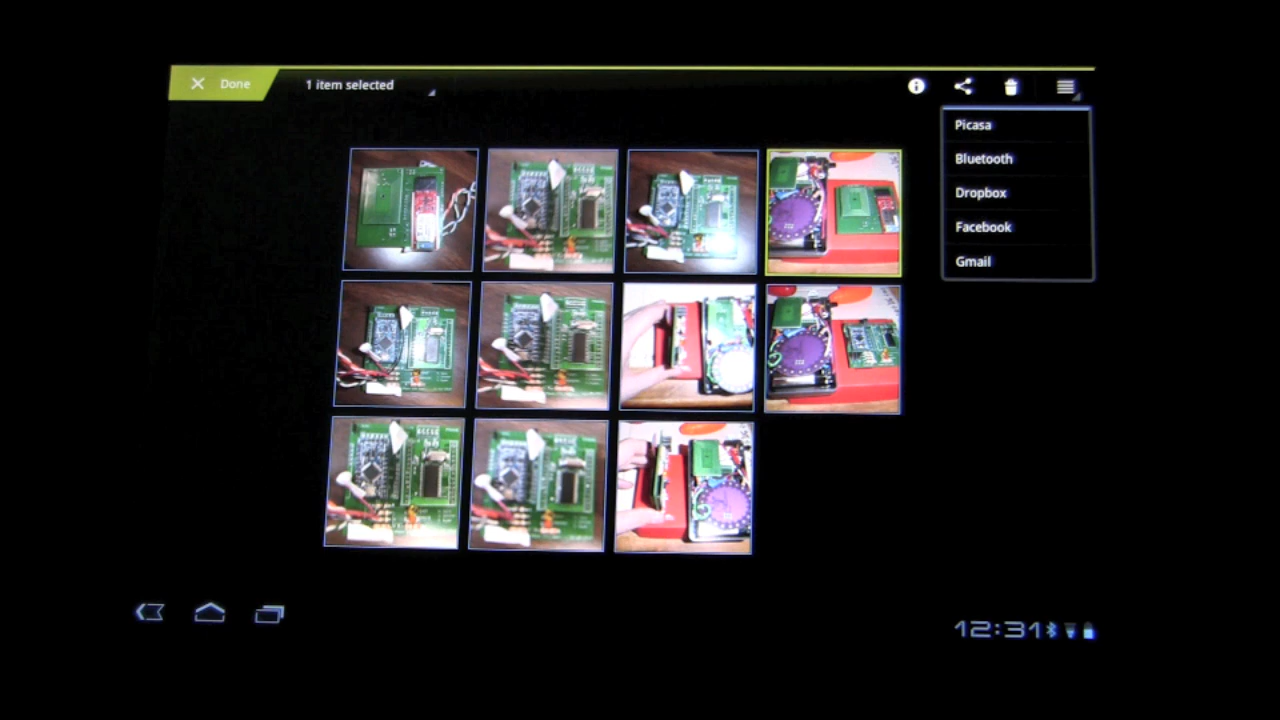 Done
1 item selected
Picasa
Bluetooth
Dropbox
Facebook
Gmail
12:31